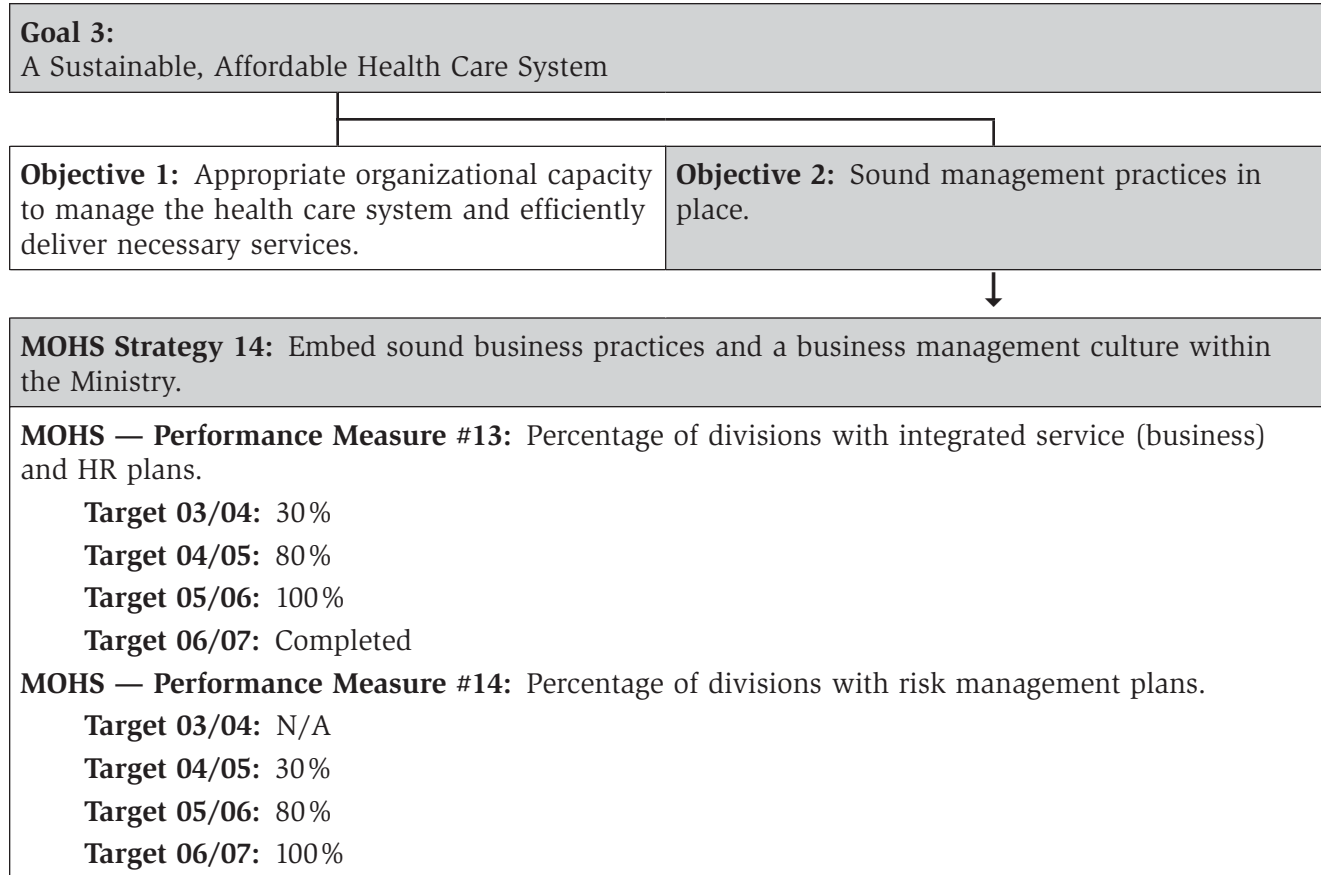 Goal 3:
A Sustainable, Affordable Health Care System
Objective 1: Appropriate organizational capacity
to manage the health care system and efficiently
deliver necessary services.
Objective 2: Sound management practices in
place.
MOHS Strategy 14: Embed sound business practices and a business management culture within
the Ministry.
MOHS — Performance Measure #13: Percentage of divisions with integrated service (business)
and HR plans.
Target 03/04: 30%
Target 04/05: 80%
Target 05/06: 100%
Target 06/07: Completed
MOHS — Performance Measure #14: Percentage of divisions with risk management plans.
Target 03/04: N/A
Target 04/05: 30%
Target 05/06: 80%
Target 06/07: 100%